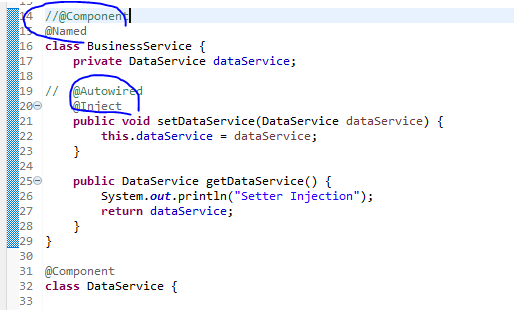 14 //@Component
15 @Named
16 class BusinessService {
17     private DataService dataService;
18
19 //  @Autowired
20     @Inject
21     public void setDataService(DataService dataService) {
22         this.dataService = dataService;
23     }
24
25     public DataService getDataService() {
26         System.out.println("Setter Injection");
27         return dataService;
28     }
29 }
30
31 @Component
32 class DataService {
33